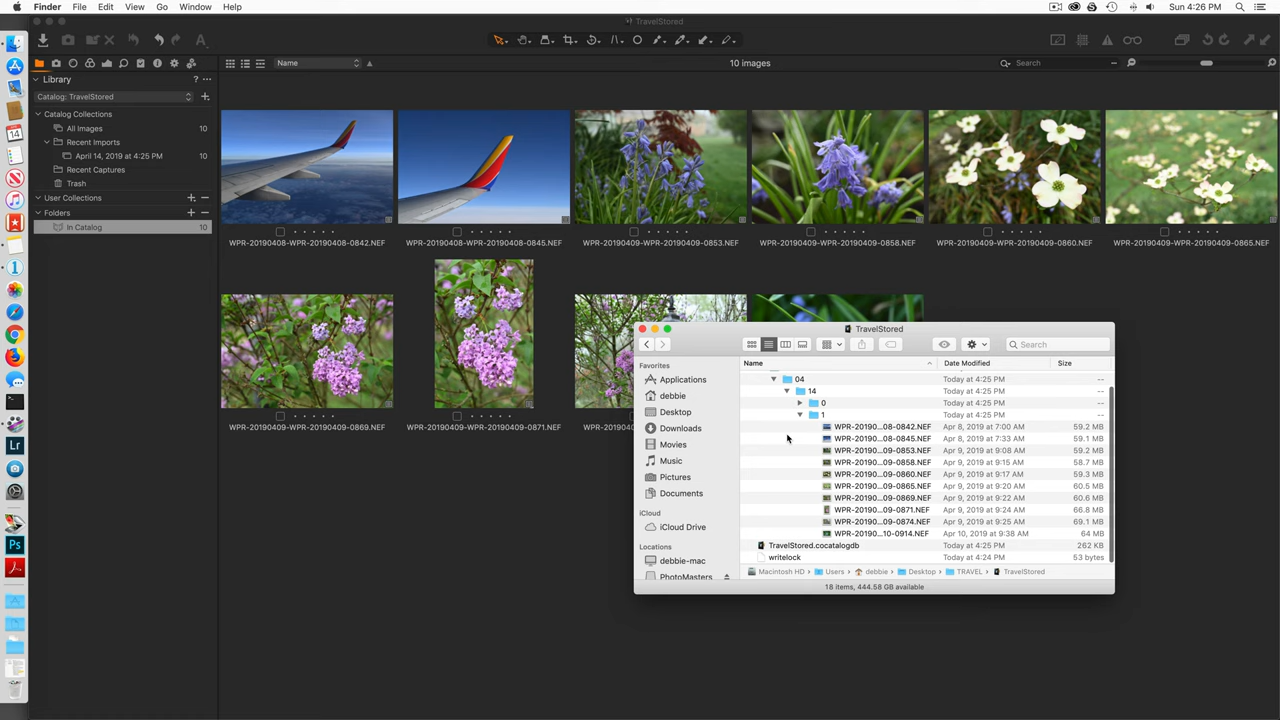 Finder File Edit View Go Window Help Sun 4:26 PM
TravelStored
Name 10 images Search
Library ? ...
Catalog: TravelStored
Catalog Collections
All Images 10
Recent Imports
April 14, 2019 at 4:25 PM 10
Recent Captures
Trash
User Collections
Folders
In Catalog 10
WPR-20190408-WPR-20190408-0842.NEF WPR-20190408-WPR-20190408-0845.NEF WPR-20190409-WPR-20190409-0853.NEF WPR-20190409-WPR-20190409-0858.NEF WPR-20190409-WPR-20190409-0860.NEF WPR-20190409-WPR-20190409-0865.NEF
WPR-20190409-WPR-20190409-0869.NEF WPR-20190409-WPR-20190409-0871.NEF
TravelStored
Search
Favorites
Applications
debbie
Desktop
Downloads
Movies
Music
Pictures
Documents
iCloud
iCloud Drive
Locations
debbie-mac
PhotoMasters
Name Date Modified Size
04 Today at 4:25 PM --
14 Today at 4:25 PM --
0 Today at 4:25 PM --
1 Today at 4:25 PM --
WPR-20190...08-0842.NEF Apr 8, 2019 at 7:00 AM 59.2 MB
WPR-20190...08-0845.NEF Apr 8, 2019 at 7:33 AM 59.1 MB
WPR-20190...09-0853.NEF Apr 9, 2019 at 9:08 AM 59.2 MB
WPR-20190...09-0858.NEF Apr 9, 2019 at 9:15 AM 58.7 MB
WPR-20190...09-0860.NEF Apr 9, 2019 at 9:17 AM 59.3 MB
WPR-20190...09-0865.NEF Apr 9, 2019 at 9:20 AM 60.5 MB
WPR-20190...09-0869.NEF Apr 9, 2019 at 9:22 AM 60.6 MB
WPR-20190...09-0871.NEF Apr 9, 2019 at 9:24 AM 66.8 MB
WPR-20190...09-0874.NEF Apr 9, 2019 at 9:25 AM 69.1 MB
WPR-20190...10-0914.NEF Apr 10, 2019 at 9:38 AM 64 MB
TravelStored.cocatalogdb Today at 4:25 PM 262 KB
writelock Today at 4:24 PM 53 bytes
Macintosh HD Users debbie Desktop TRAVEL TravelStored
18 items, 444.58 GB available
Lr
Ps